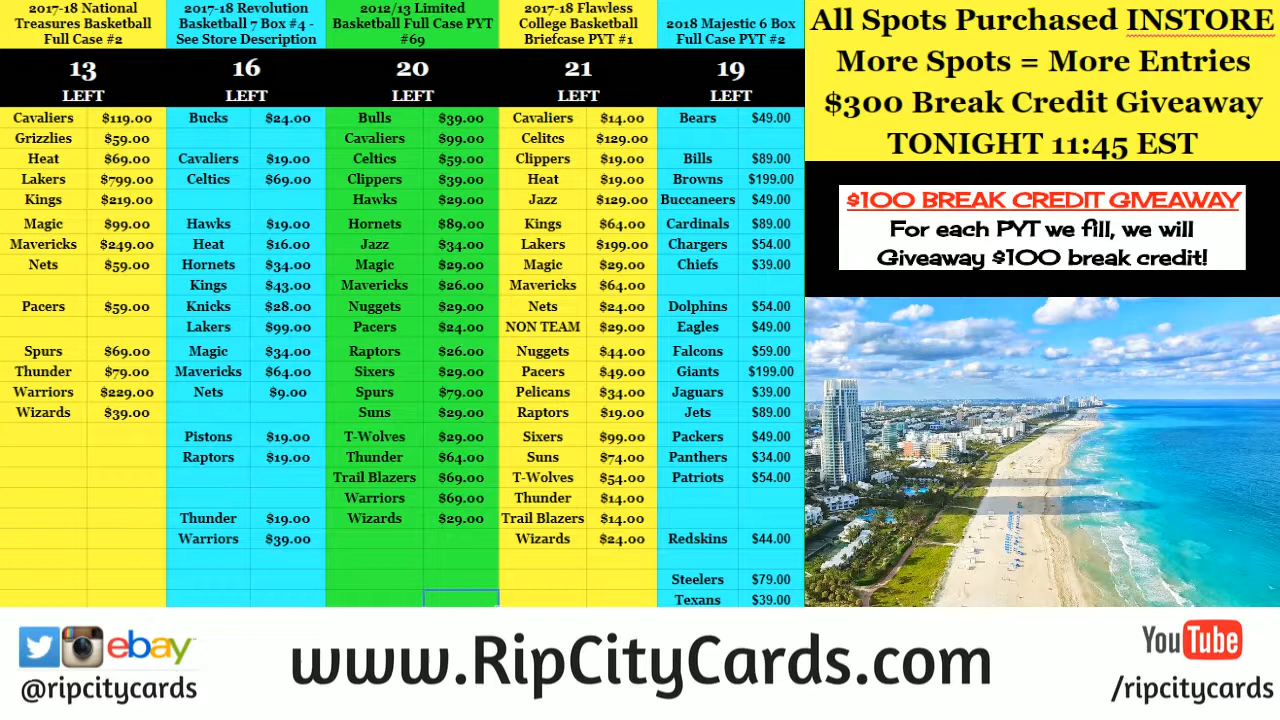 2017-18 National
Treasures Basketball
Full Case #2
13
LEFT
Cavaliers $119.00
Grizzlies $59.00
Heat $69.00
Lakers $799.00
Kings $219.00
Magic $99.00
Mavericks $249.00
Nets $59.00
Pacers $59.00
Spurs $69.00
Thunder $79.00
Warriors $229.00
Wizards $39.00
2017-18 Revolution
Basketball 7 Box #4 -
See Store Description
16
LEFT
Bucks $24.00
Cavaliers $19.00
Celtics $69.00
Hawks $19.00
Heat $16.00
Hornets $34.00
Kings $43.00
Knicks $28.00
Lakers $99.00
Magic $34.00
Mavericks $64.00
Nets $9.00
Pistons $19.00
Raptors $19.00
Thunder $19.00
Warriors $39.00
2012/13 Limited
Basketball Full Case PYT
#69
20
LEFT
Bulls $39.00
Cavaliers $99.00
Celtics $59.00
Clippers $39.00
Hawks $29.00
Hornets $89.00
Jazz $34.00
Magic $29.00
Mavericks $26.00
Nuggets $29.00
Pacers $24.00
Raptors $26.00
Sixers $29.00
Spurs $79.00
Suns $29.00
T-Wolves $29.00
Thunder $64.00
Trail Blazers $69.00
Warriors $69.00
Wizards $29.00
2017-18 Flawless
College Basketball
Briefcase PYT #1
21
LEFT
Cavaliers $14.00
Celitcs $129.00
Clippers $19.00
Heat $19.00
Jazz $129.00
Kings $64.00
Lakers $199.00
Magic $29.00
Mavericks $64.00
Nets $24.00
NON TEAM $29.00
Nuggets $44.00
Pacers $49.00
Pelicans $34.00
Raptors $19.00
Sixers $99.00
Suns $74.00
T-Wolves $54.00
Thunder $14.00
Trail Blazers $14.00
Wizards $24.00
2018 Majestic 6 Box
Full Case PYT #2
19
LEFT
Bears $49.00
Bills $89.00
Browns $199.00
Buccaneers $49.00
Cardinals $89.00
Chargers $54.00
Chiefs $39.00
Dolphins $54.00
Eagles $49.00
Falcons $59.00
Giants $199.00
Jaguars $39.00
Jets $89.00
Packers $49.00
Panthers $34.00
Patriots $54.00
Redskins $44.00
Steelers $79.00
Texans $39.00
All Spots Purchased INSTORE
More Spots = More Entries
$300 Break Credit Giveaway
TONIGHT 11:45 EST
$100 BREAK CREDIT GIVEAWAY
For each PYT we fill, we will
Giveaway $100 break credit!
ebay
@ripcitycards
www.RipCityCards.com
YouTube
/ripcitycards